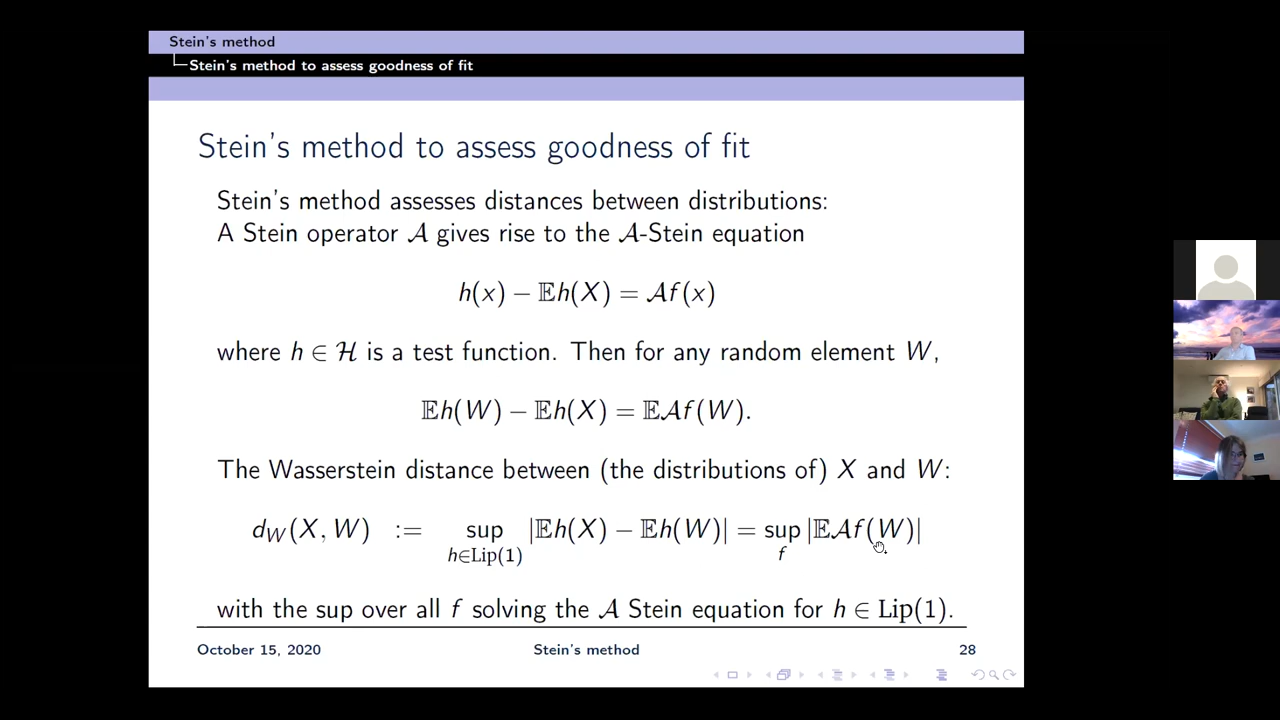 Stein's method
Stein's method to assess goodness of fit
Stein's method to assess goodness of fit
Stein's method assesses distances between distributions:
A Stein operator 𝒜 gives rise to the 𝒜-Stein equation
h(x) − 𝔼h(X) = 𝒜f(x)
where h ∈ ℋ is a test function. Then for any random element W,
𝔼h(W) − 𝔼h(X) = 𝔼𝒜f(W).
The Wasserstein distance between (the distributions of) X and W:
d_W(X, W) := sup_{h∈Lip(1)} |𝔼h(X) − 𝔼h(W)| = sup_f |𝔼𝒜f(W)|
with the sup over all f solving the 𝒜 Stein equation for h ∈ Lip(1).
October 15, 2020 Stein's method 28